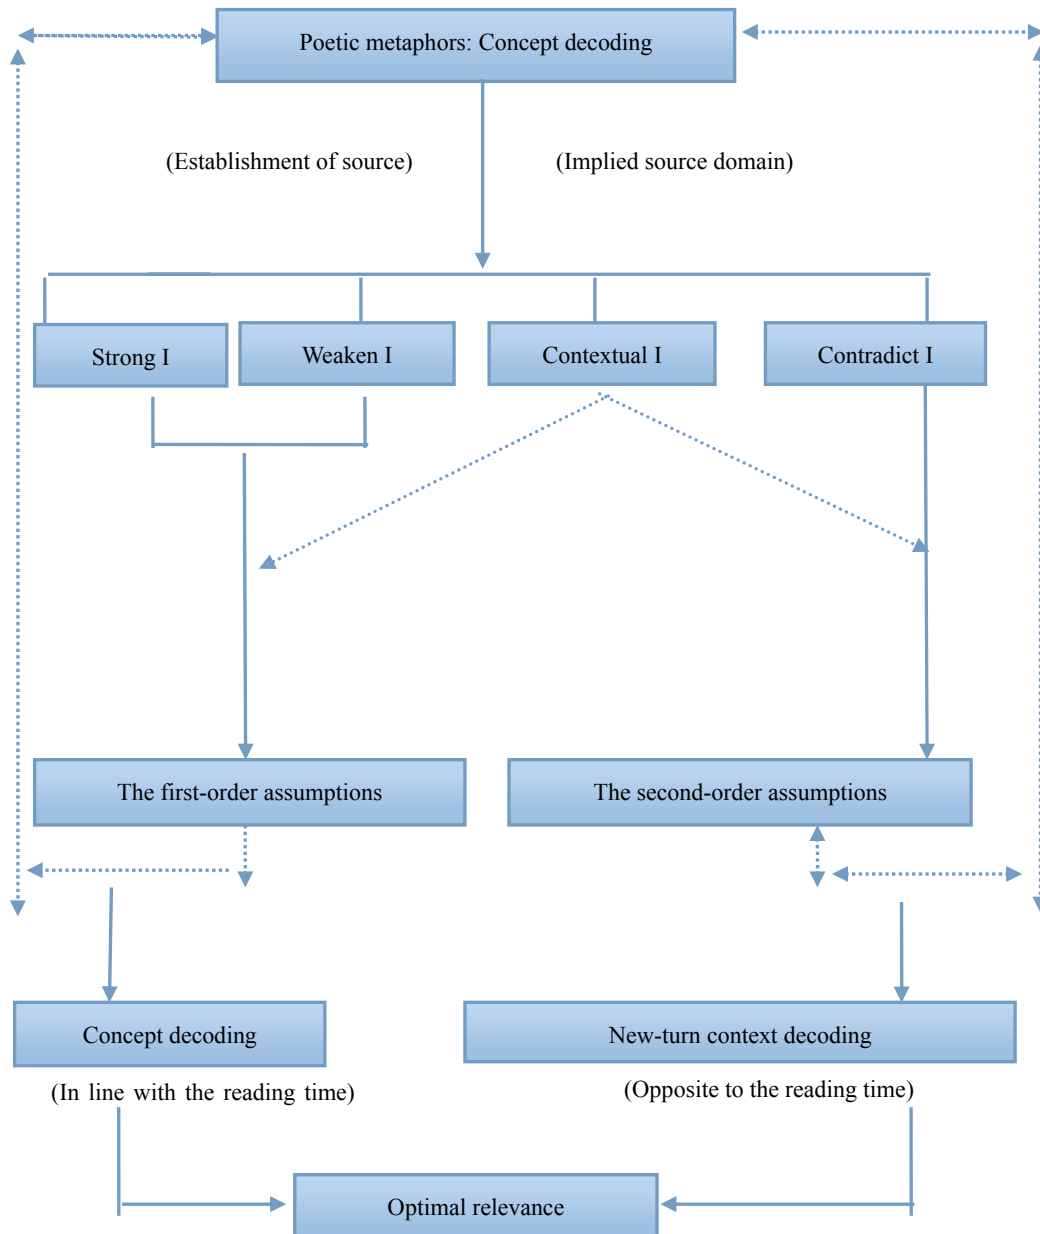 Poetic metaphors: Concept decoding
(Establishment of source)
(Implied source domain)
Strong I
Weaken I
Contextual I
Contradict I
The first-order assumptions
The second-order assumptions
Concept decoding
New-turn context decoding
(In line with the reading time)
(Opposite to the reading time)
Optimal relevance